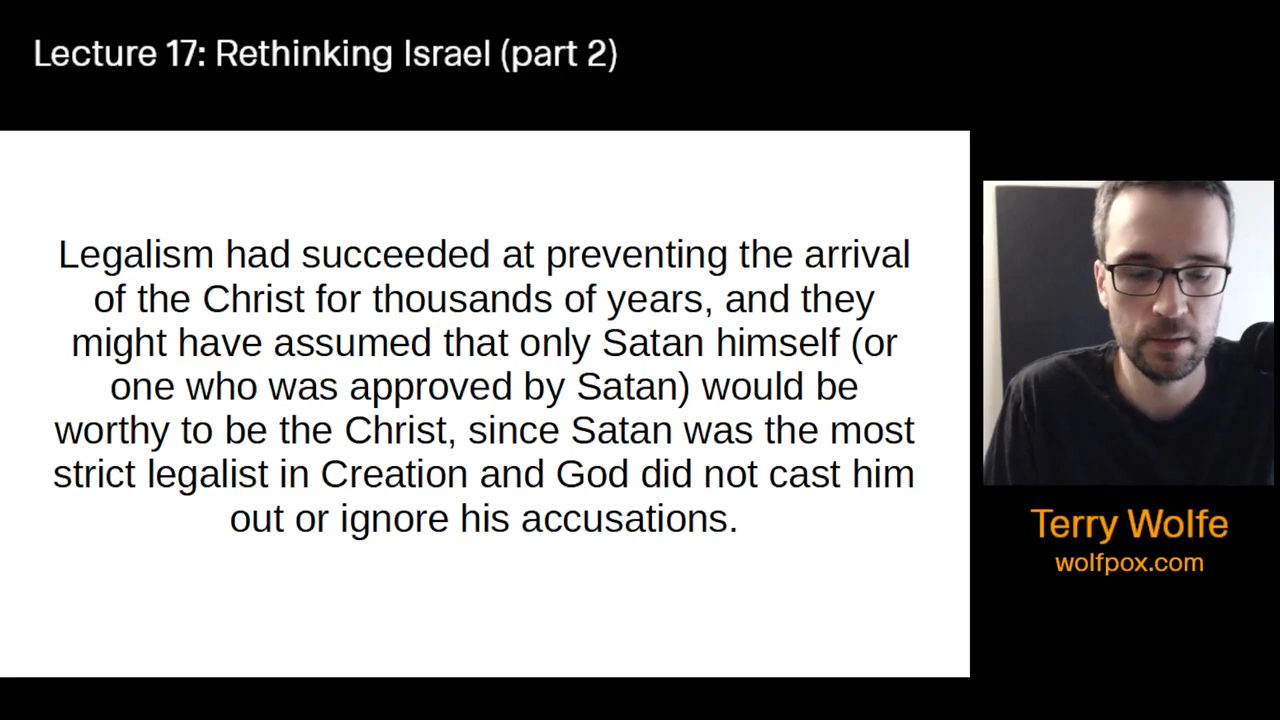 Lecture 17: Rethinking Israel (part 2)
Legalism had succeeded at preventing the arrival
of the Christ for thousands of years, and they
might have assumed that only Satan himself (or
one who was approved by Satan) would be
worthy to be the Christ, since Satan was the most
strict legalist in Creation and God did not cast him
out or ignore his accusations.
Terry Wolfe
wolfpox.com